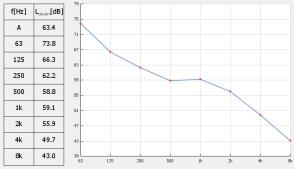 f[Hz] [dB]
A 63.4
63 73.8
125 66.3
250 62.2
500 58.8
1k 59.1
2k 55.9
4k 49.7
8k 43.0
79
75
71
67
63
59
55
51
47
43
39
63 125 250 500 1k 2k 4k 8k